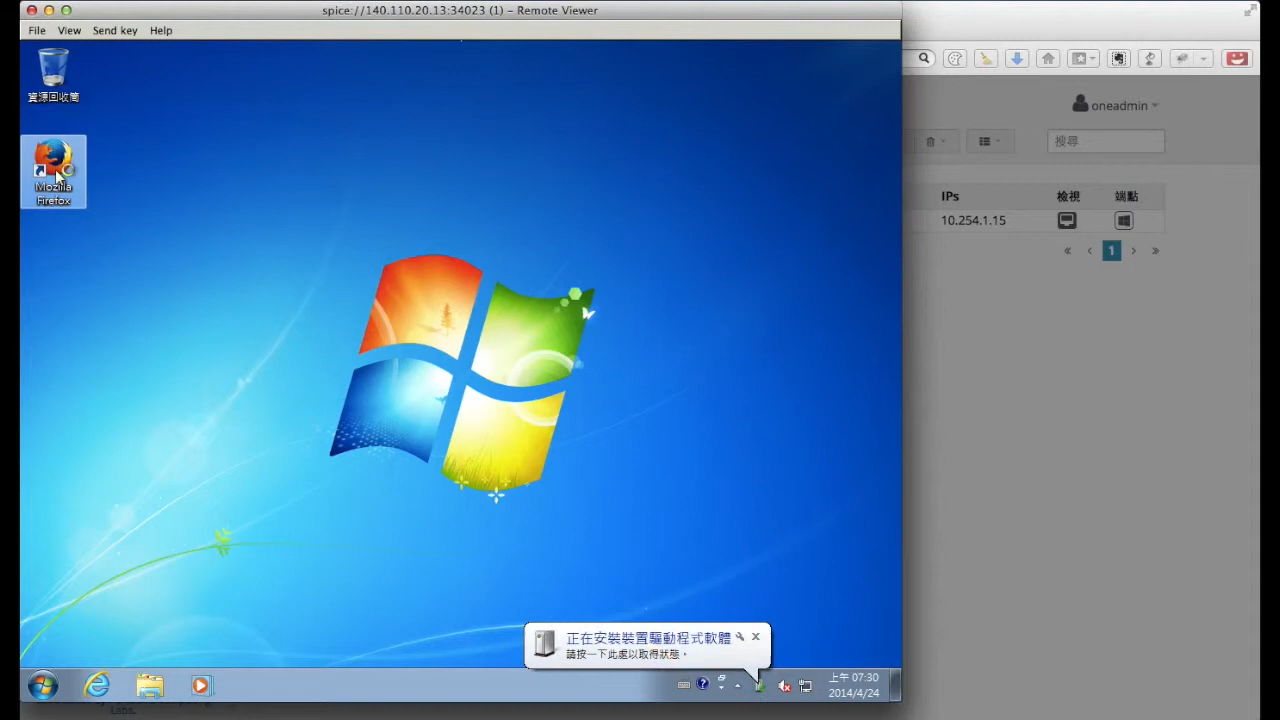 spice://140.110.20.13:34023 (1) – Remote Viewer
File View Send key Help
資源回收筒
Mozilla
Firefox
oneadmin
搜尋
IPs 檢視 端點
10.254.1.15
« ‹ 1 › »
正在安裝裝置驅動程式軟體
請按一下此處以取得狀態。
上午 07:30
2014/4/24
Labs.